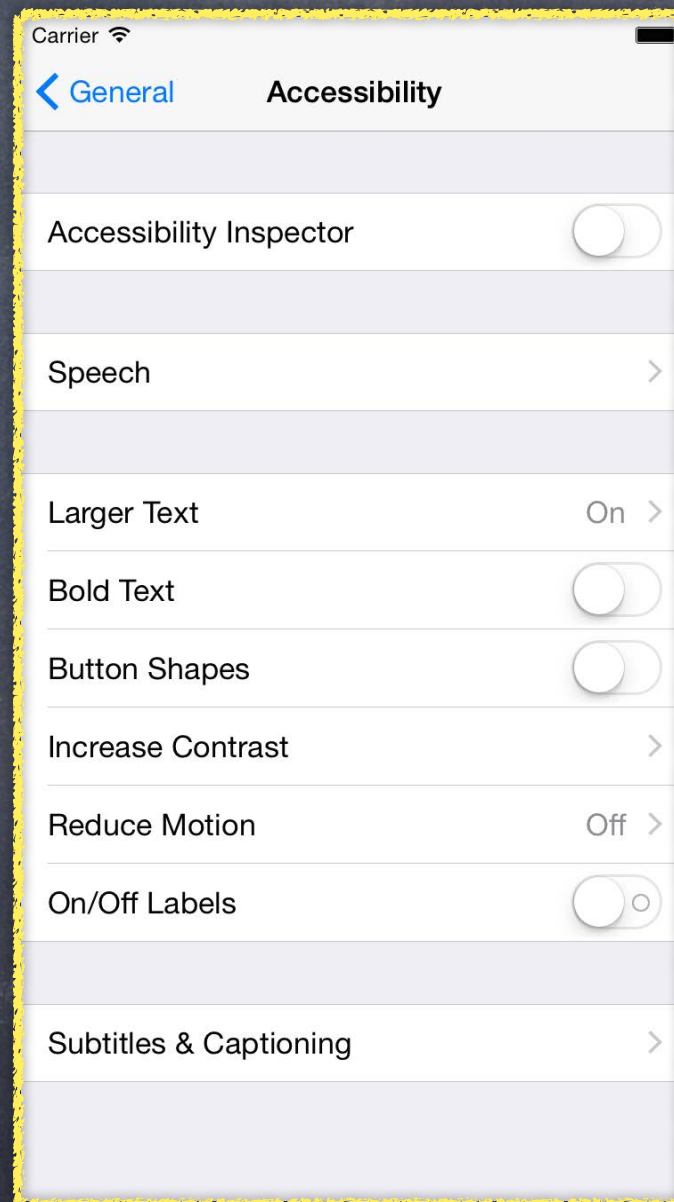 Carrier
General Accessibility
Accessibility Inspector
Speech
Larger Text On
Bold Text
Button Shapes
Increase Contrast
Reduce Motion Off
On/Off Labels
Subtitles & Captioning